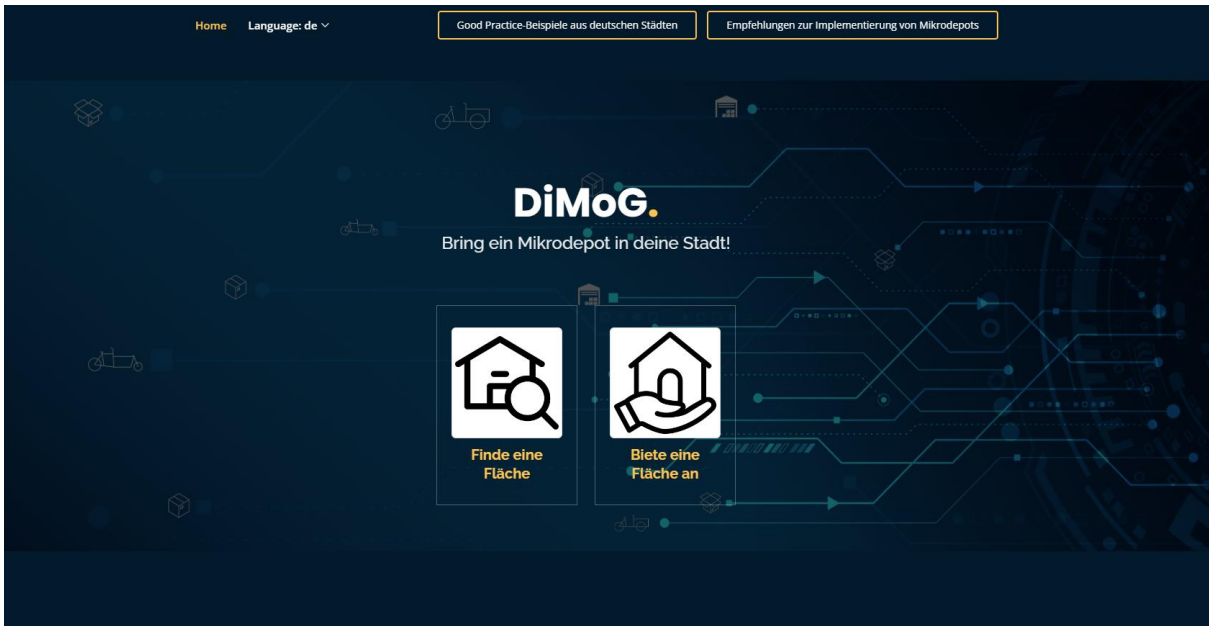 Home
Language: de
Good Practice-Beispiele aus deutschen Städten
Empfehlungen zur Implementierung von Mikrodepots
DiMoG.
Bring ein Mikrodepot in deine Stadt!
Finde eine
Fläche
Biete eine
Fläche an